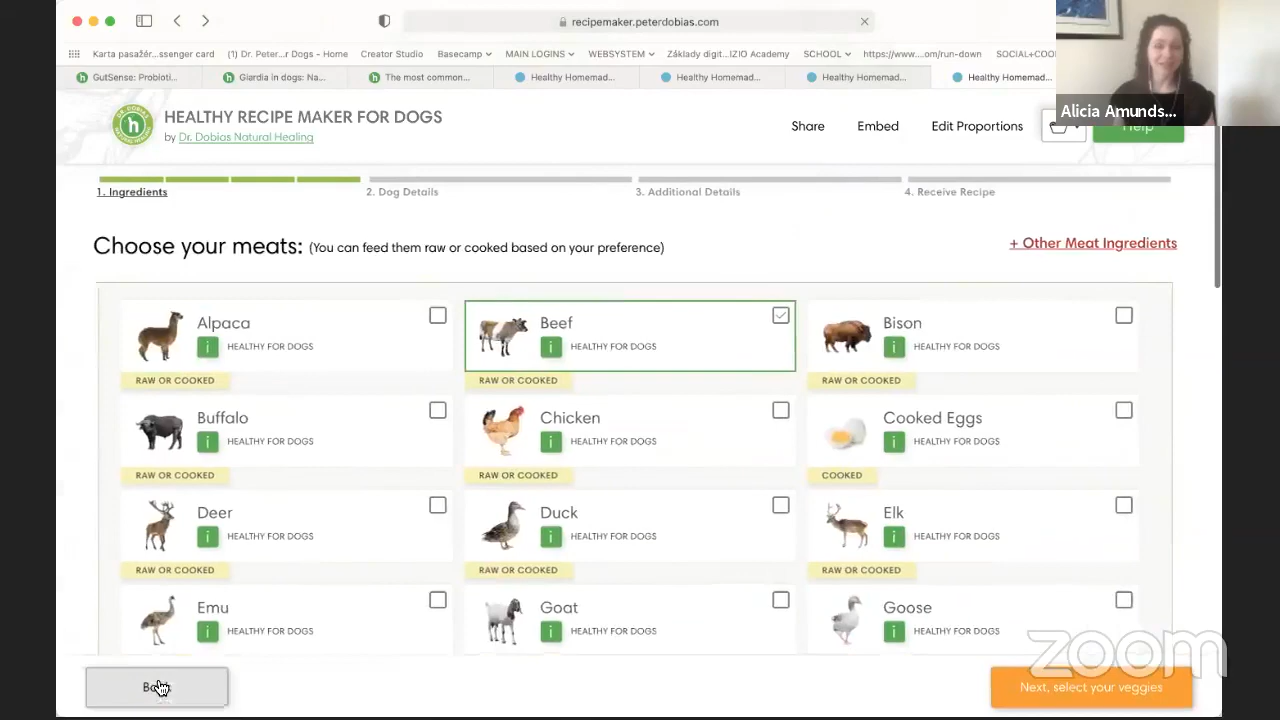 recipemaker.peterdobias.com
Karta pasažér...ssenger card
(1) Dr. Peter...r Dogs - Home
Creator Studio
Basecamp
MAIN LOGINS
WEBSYSTEM
Základy digit...IZIO Academy
SCHOOL
https://www....om/run-down
SOCIAL+COO
GutSense: Probioti...
Giardia in dogs: Na...
The most common...
Healthy Homemad...
Healthy Homemad...
Healthy Homemad...
Healthy Homemad...
Alicia Amunds...
DR. DOBIAS
NATURAL HEALING
h
HEALTHY RECIPE MAKER FOR DOGS
by Dr. Dobias Natural Healing
Share
Embed
Edit Proportions
Help
1. Ingredients
2. Dog Details
3. Additional Details
4. Receive Recipe
Choose your meats: (You can feed them raw or cooked based on your preference)
+ Other Meat Ingredients
Alpaca
i HEALTHY FOR DOGS
RAW OR COOKED
Beef
i HEALTHY FOR DOGS
RAW OR COOKED
Bison
i HEALTHY FOR DOGS
RAW OR COOKED
Buffalo
i HEALTHY FOR DOGS
RAW OR COOKED
Chicken
i HEALTHY FOR DOGS
RAW OR COOKED
Cooked Eggs
i HEALTHY FOR DOGS
COOKED
Deer
i HEALTHY FOR DOGS
RAW OR COOKED
Duck
i HEALTHY FOR DOGS
RAW OR COOKED
Elk
i HEALTHY FOR DOGS
RAW OR COOKED
Emu
i HEALTHY FOR DOGS
Goat
i HEALTHY FOR DOGS
Goose
i HEALTHY FOR DOGS
zoom
Next, select your veggies